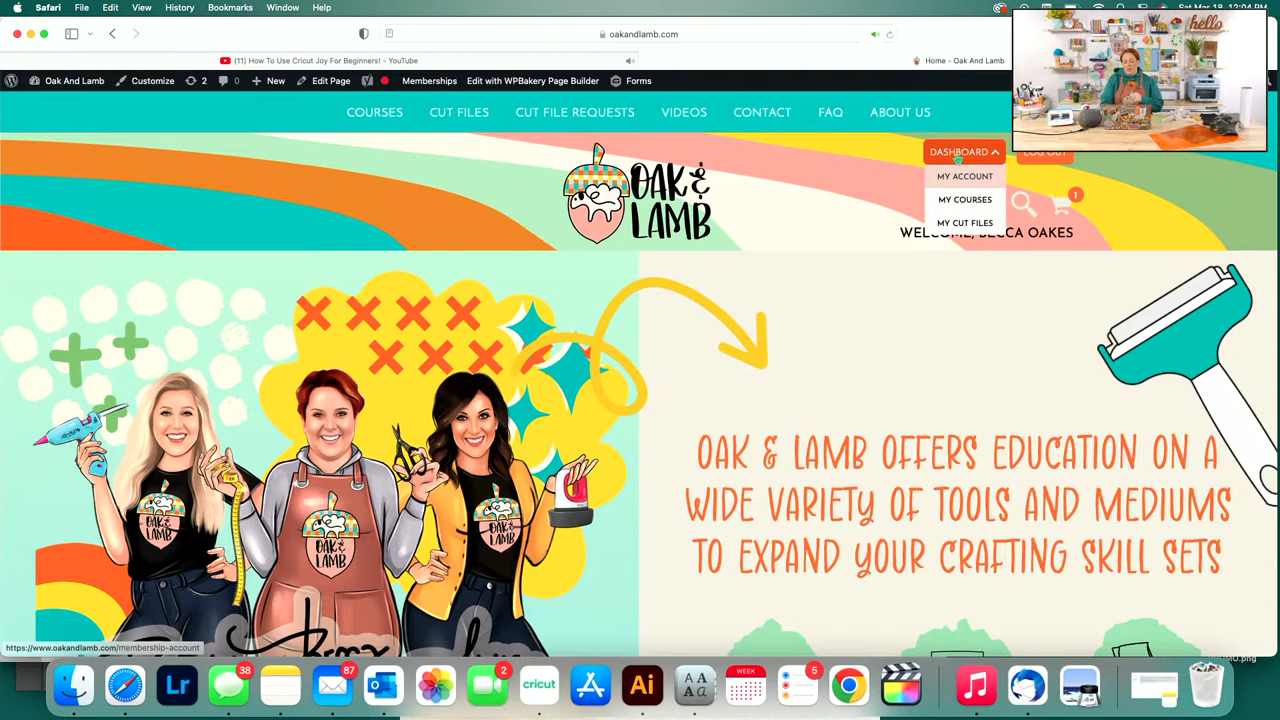 Safari File Edit View History Bookmarks Window Help
Sat Mar 18 12:04 PM
oakandlamb.com
(11) How To Use Cricut Joy For Beginners! - YouTube
Home - Oak And Lamb
Oak And Lamb Customize 2 0 New Edit Page Memberships Edit with WPBakery Page Builder Forms
hello
COURSES CUT FILES CUT FILE REQUESTS VIDEOS CONTACT FAQ ABOUT US
DASHBOARD
LOG OUT
MY ACCOUNT
MY COURSES
MY CUT FILES
1
WELCOME, BECCA OAKES
OAK &
LAMB
OAK & LAMB OFFERS EDUCATION ON A
WIDE VARIETY OF TOOLS AND MEDIUMS
TO EXPAND YOUR CRAFTING SKILL SETS
OAK &
LAMB
OAK &
LAMB
OAK &
LAMB
https://www.oakandlamb.com/membership-account
38
87
2
5
Lr
cricut
Ai
WEEK